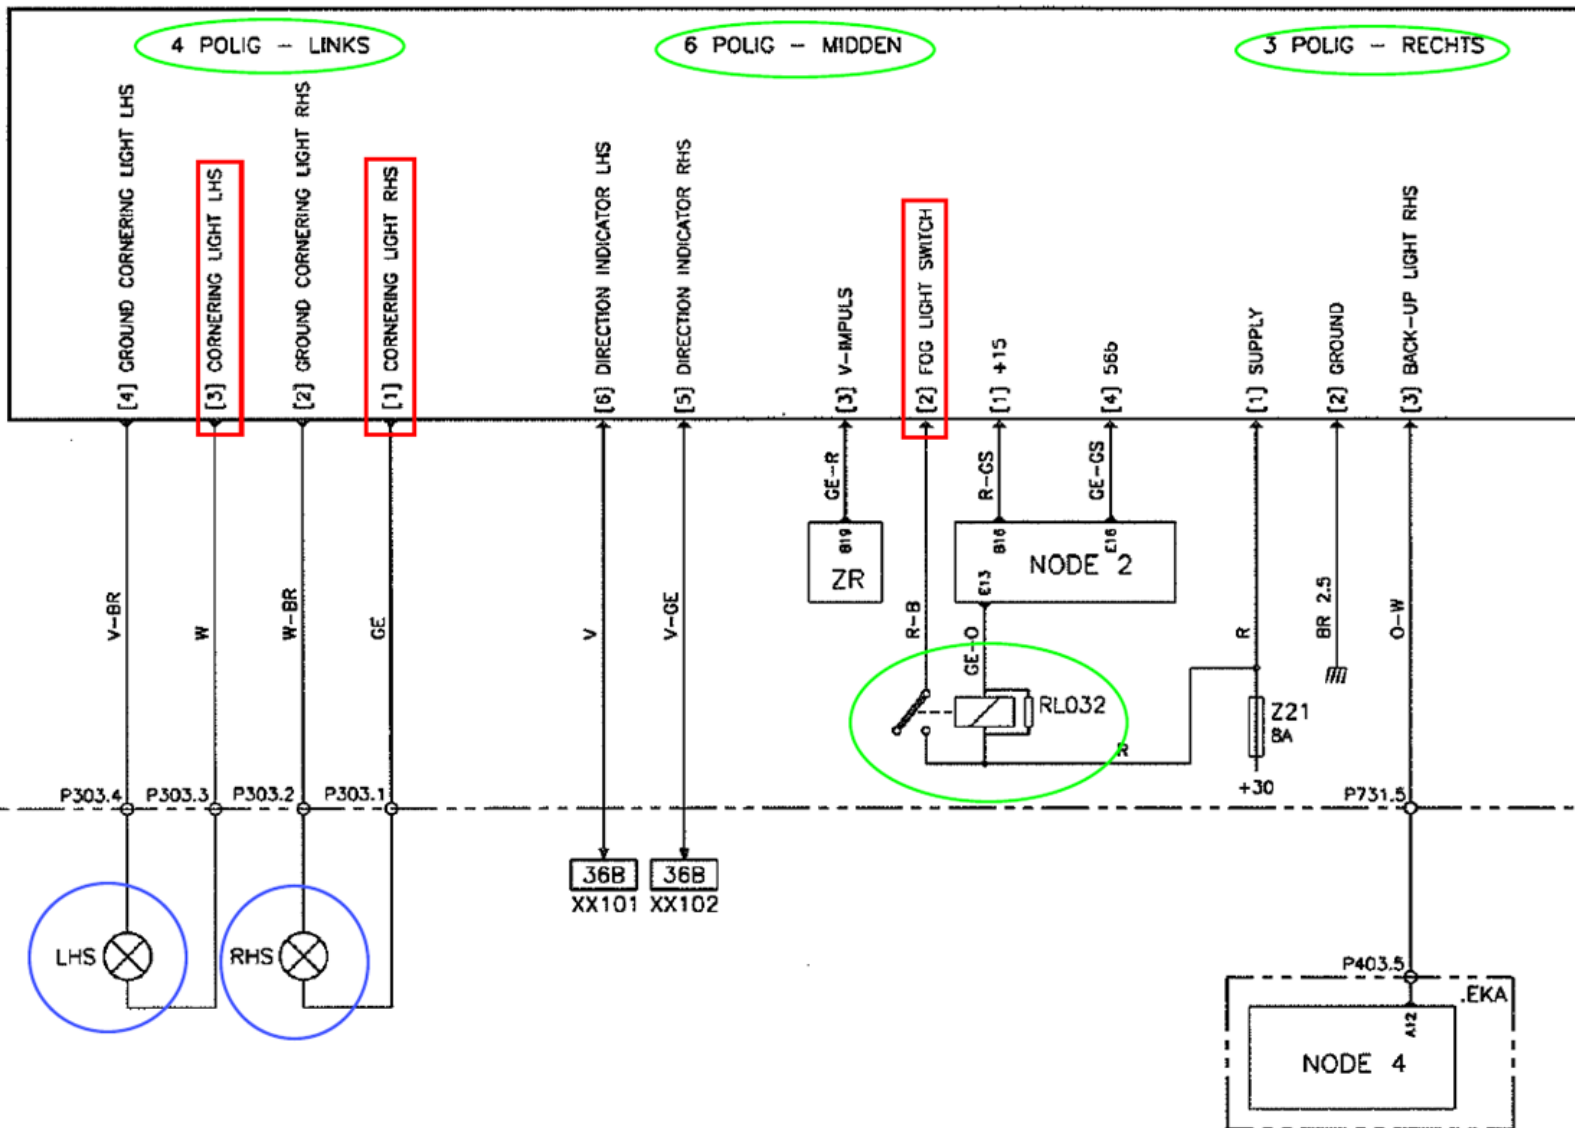 4 POLIG - LINKS
6 POLIG - MIDDEN
3 POLIG - RECHTS
[4] GROUND CORNERING LIGHT LHS
[3] CORNERING LIGHT LHS
[2] GROUND CORNERING LIGHT RHS
[1] CORNERING LIGHT RHS
[6] DIRECTION INDICATOR LHS
[5] DIRECTION INDICATOR RHS
[3] V-IMPULS
[2] FOG LIGHT SWITCH
[1] +15
[4] 56b
[1] SUPPLY
[2] GROUND
[3] BACK-UP LIGHT RHS
GE-R
R-GS
GE-GS
B19
ZR
B16
E16
NODE 2
E13
V-BR
W
W-BR
GE
V
V-GE
R-B
GE-O
R
BR 2.5
O-W
RL032
R
Z21
8A
+30
P303.4
P303.3
P303.2
P303.1
P731.5
36B
36B
XX101
XX102
LHS
RHS
P403.5
.EKA
A12
NODE 4